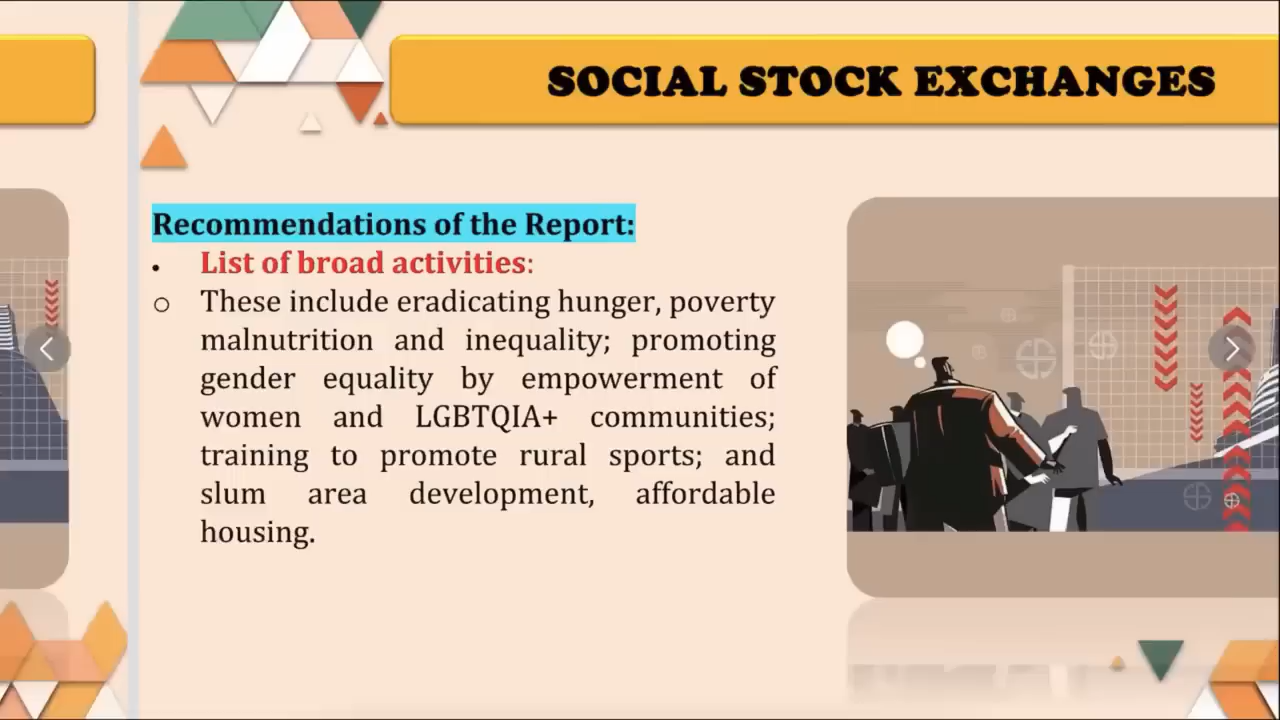 SOCIAL STOCK EXCHANGES
Recommendations of the Report:
• List of broad activities:
o These include eradicating hunger, poverty
malnutrition and inequality; promoting
gender equality by empowerment of
women and LGBTQIA+ communities;
training to promote rural sports; and
slum area development, affordable
housing.